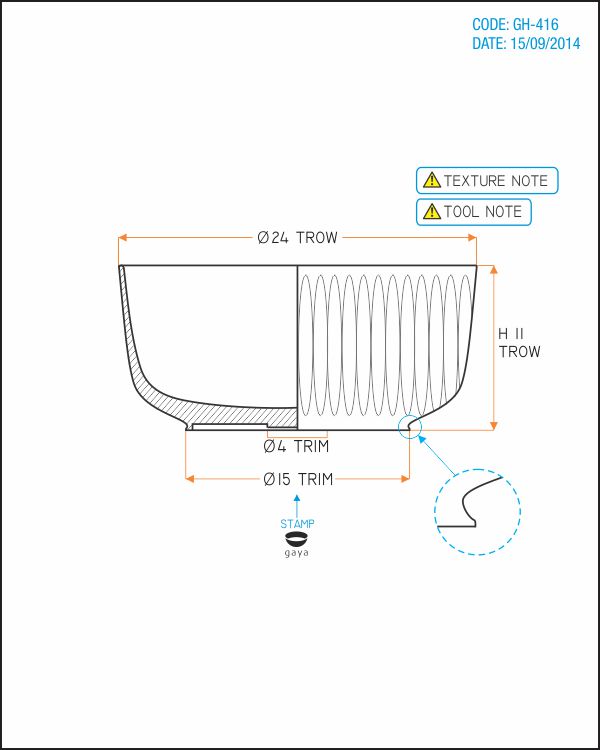 CODE: GH-416
DATE: 15/09/2014
TEXTURE NOTE
TOOL NOTE
Ø24 TROW
H 11
TROW
Ø4 TRIM
Ø15 TRIM
STAMP
gaya